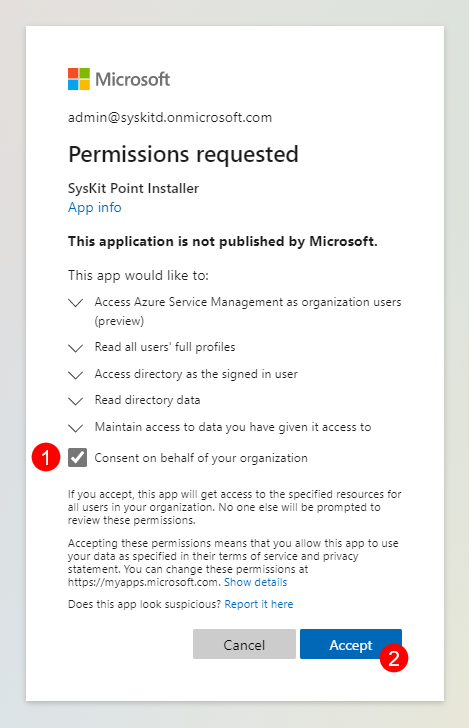 Microsoft
admin@syskitd.onmicrosoft.com
Permissions requested
SysKit Point Installer
App info
This application is not published by Microsoft.
This app would like to:
Access Azure Service Management as organization users
(preview)
Read all users' full profiles
Access directory as the signed in user
Read directory data
Maintain access to data you have given it access to
1 Consent on behalf of your organization
If you accept, this app will get access to the specified resources for
all users in your organization. No one else will be prompted to
review these permissions.
Accepting these permissions means that you allow this app to use
your data as specified in their terms of service and privacy
statement. You can change these permissions at
https://myapps.microsoft.com. Show details
Does this app look suspicious? Report it here
Cancel Accept
2